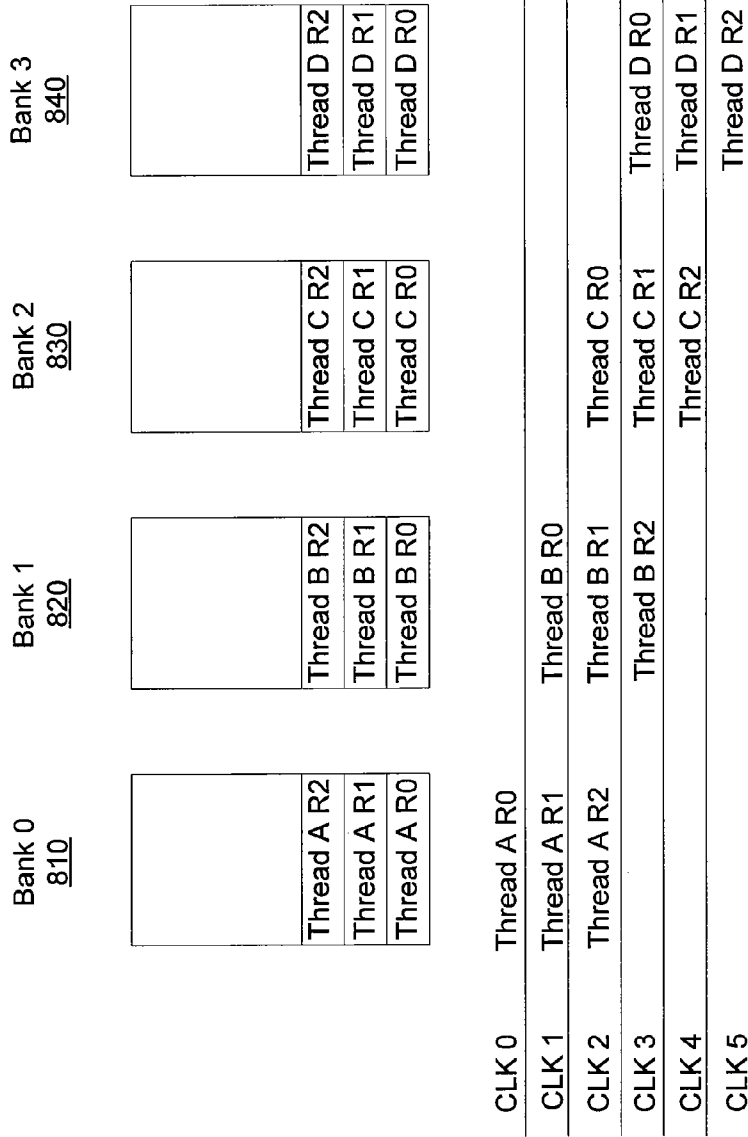 Bank 0 Bank 1 Bank 2 Bank 3
810 820 830 840
Thread A R2 Thread B R2 Thread C R2 Thread D R2
Thread A R1 Thread B R1 Thread C R1 Thread D R1
Thread A R0 Thread B R0 Thread C R0 Thread D R0
CLK 0 Thread A R0
CLK 1 Thread A R1 Thread B R0
CLK 2 Thread A R2 Thread B R1 Thread C R0
CLK 3 Thread B R2 Thread C R1 Thread D R0
CLK 4 Thread C R2 Thread D R1
CLK 5 Thread D R2